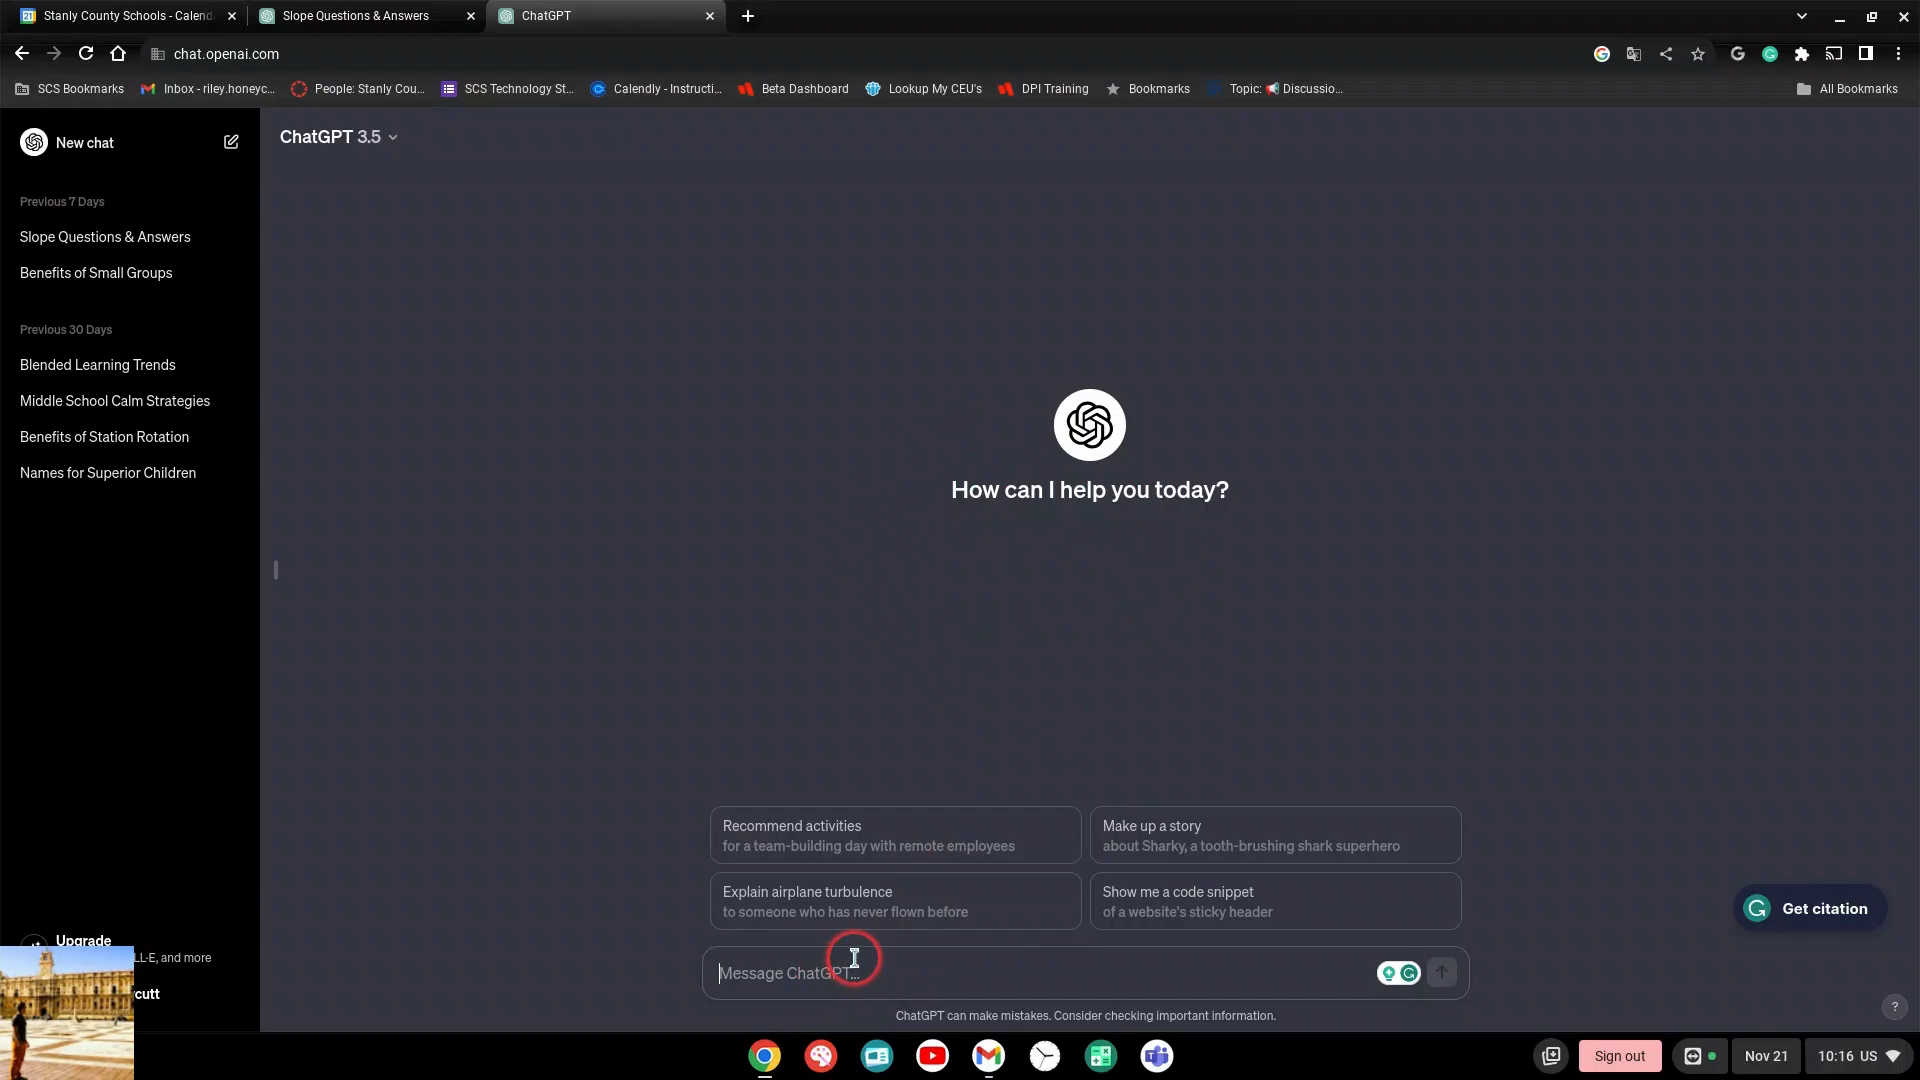 Stanly County Schools - Calend
Slope Questions & Answers
ChatGPT
chat.openai.com
SCS Bookmarks
Inbox - riley.honeyc...
People: Stanly Cou...
SCS Technology St...
Calendly - Instructi...
Beta Dashboard
Lookup My CEU's
DPI Training
Bookmarks
Topic: 📢 Discussio...
All Bookmarks
New chat
ChatGPT 3.5
Previous 7 Days
Slope Questions & Answers
Benefits of Small Groups
Previous 30 Days
Blended Learning Trends
Middle School Calm Strategies
Benefits of Station Rotation
Names for Superior Children
How can I help you today?
Recommend activities
for a team-building day with remote employees
Make up a story
about Sharky, a tooth-brushing shark superhero
Explain airplane turbulence
to someone who has never flown before
Show me a code snippet
of a website's sticky header
Get citation
Upgrade
LL·E, and more
rcutt
Message ChatGPT...
ChatGPT can make mistakes. Consider checking important information.
?
Sign out
Nov 21
10:16 US